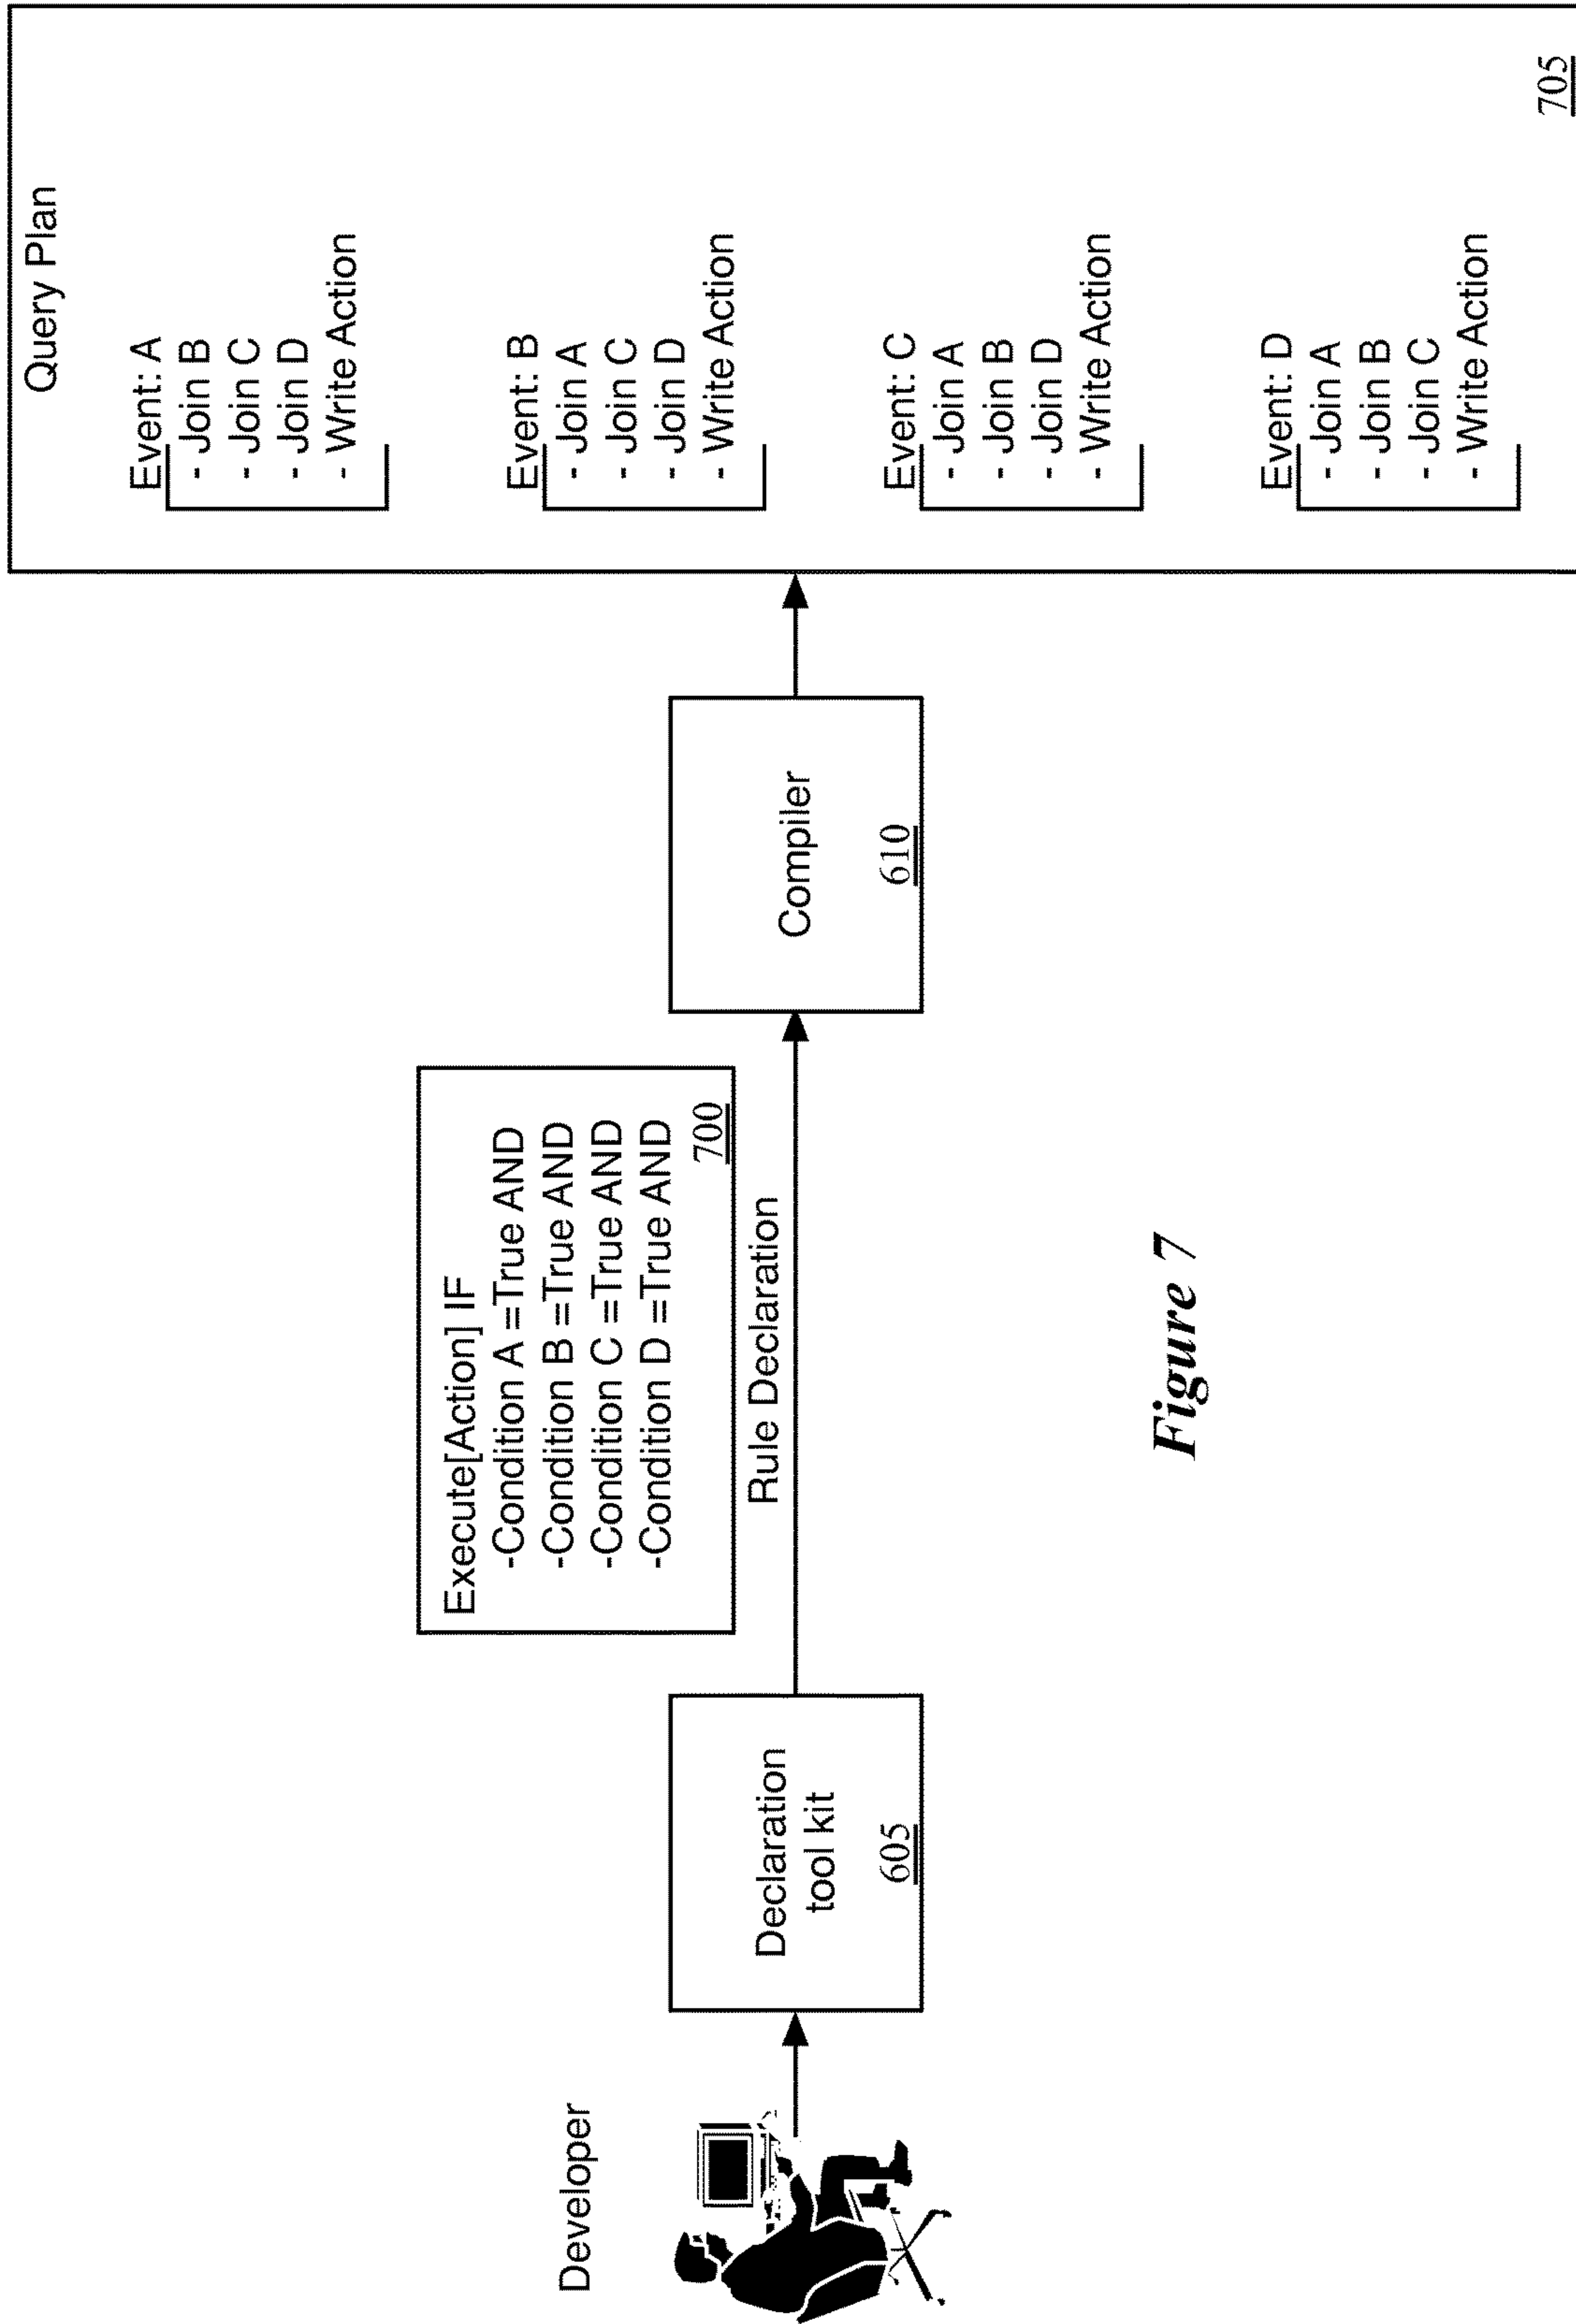 Developer
Declaration
tool kit
605
Execute[Action] IF
-Condition A =True AND
-Condition B =True AND
-Condition C =True AND
-Condition D =True AND
700
Rule Declaration
Compiler
610
Query Plan
Event: A
- Join B
- Join C
- Join D
- Write Action
Event: B
- Join A
- Join C
- Join D
- Write Action
Event: C
- Join A
- Join B
- Join D
- Write Action
Event: D
- Join A
- Join B
- Join C
- Write Action
705
Figure 7